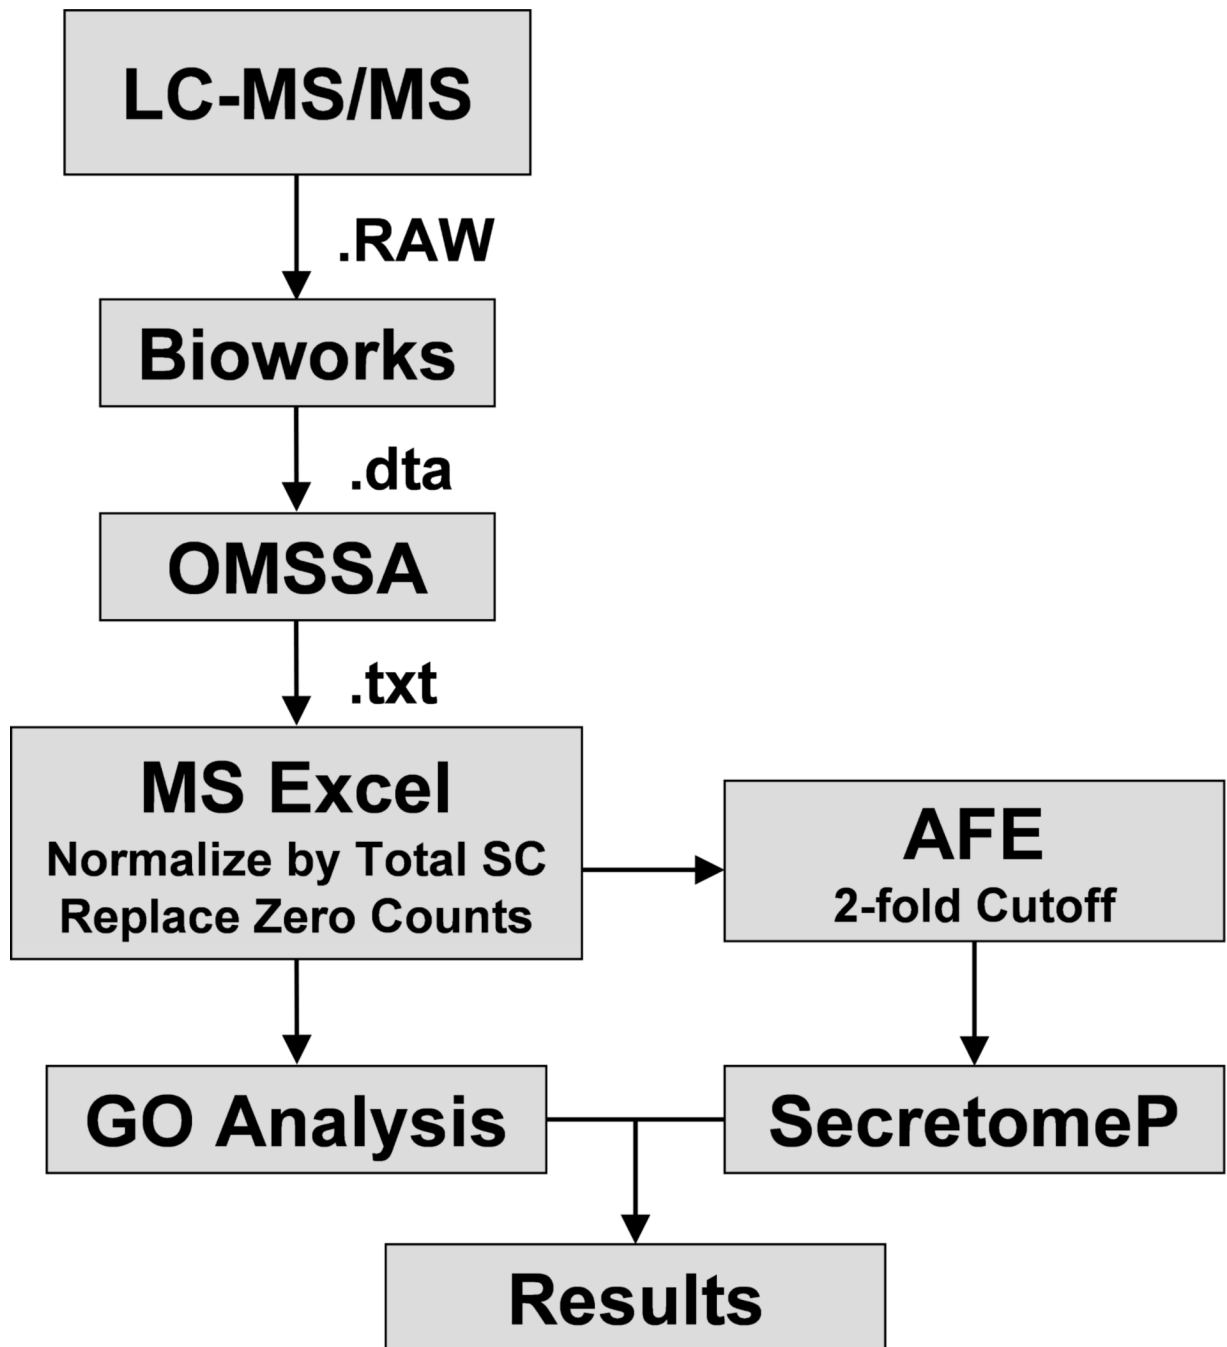 LC-MS/MS
.RAW
Bioworks
.dta
OMSSA
.txt
MS Excel
Normalize by Total SC
Replace Zero Counts
AFE
2-fold Cutoff
GO Analysis
SecretomeP
Results